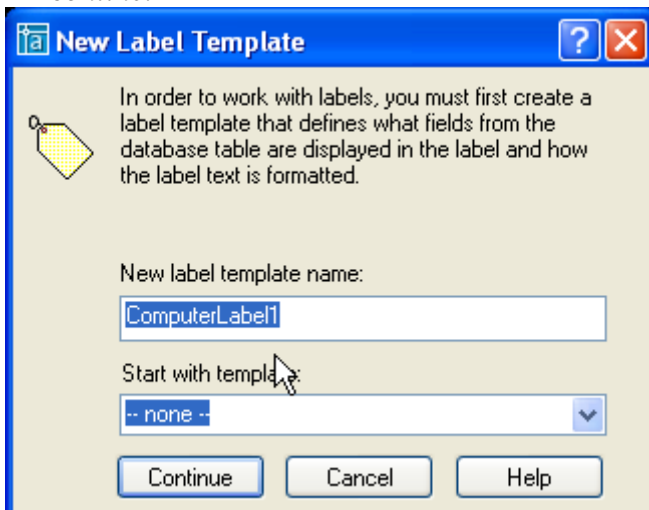 New Label Template
In order to work with labels, you must first create a
label template that defines what fields from the
database table are displayed in the label and how
the label text is formatted.
New label template name:
ComputerLabel1
Start with template:
-- none --
Continue Cancel Help